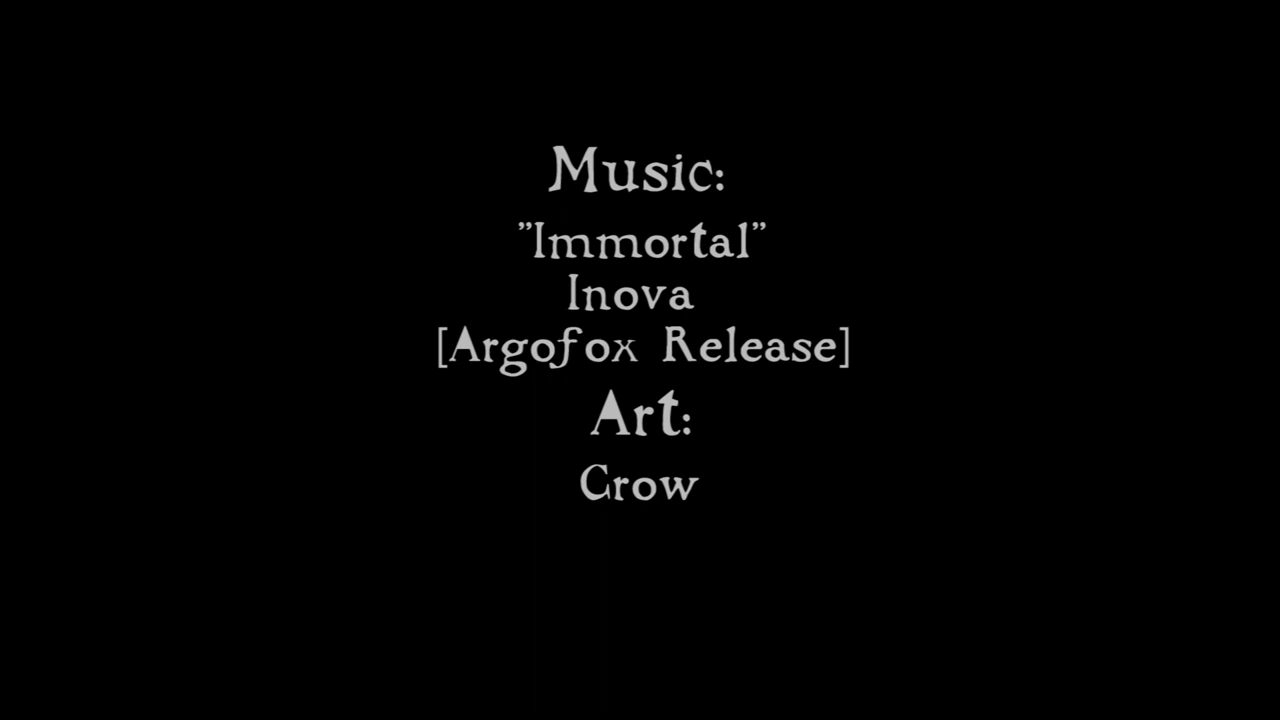 Music:
"Immortal"
Inova
[Argofox Release]
Art:
Crow